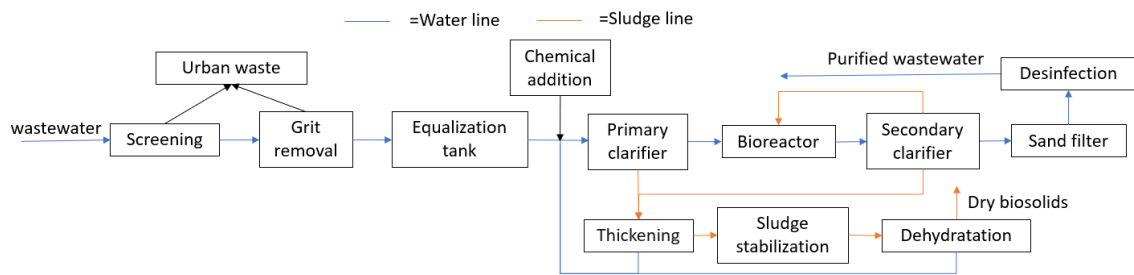 =Water line
=Sludge line
Urban waste
Chemical
addition
Purified wastewater
Desinfection
wastewater
Screening
Grit
removal
Equalization
tank
Primary
clarifier
Bioreactor
Secondary
clarifier
Sand filter
Dry biosolids
Thickening
Sludge
stabilization
Dehydratation